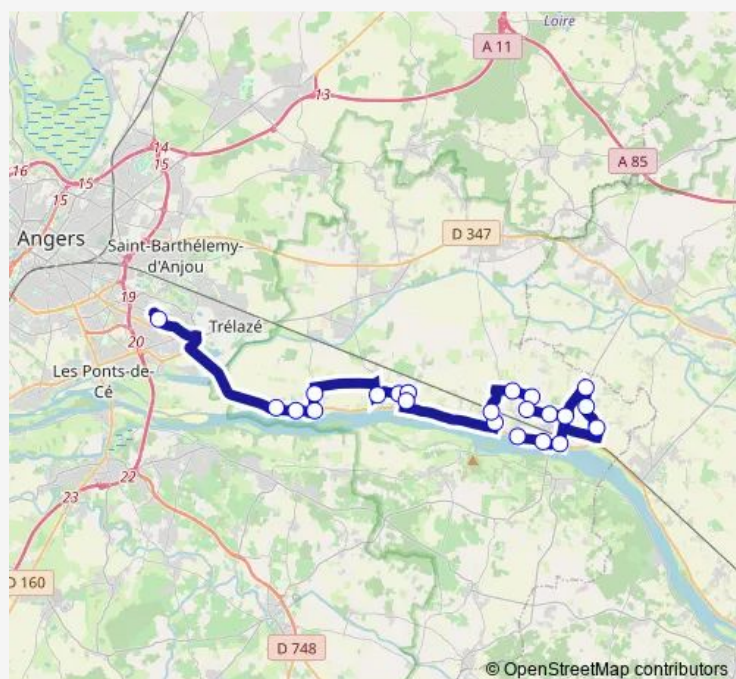 Loire
A 11
13
A 85
14
15
16
15
15
D 347
Angers
Saint-Barthélemy-
d'Anjou
19
Trélazé
20
Les Ponts-de-
Cé
22
23
D 160
D 748
© OpenStreetMap contributors